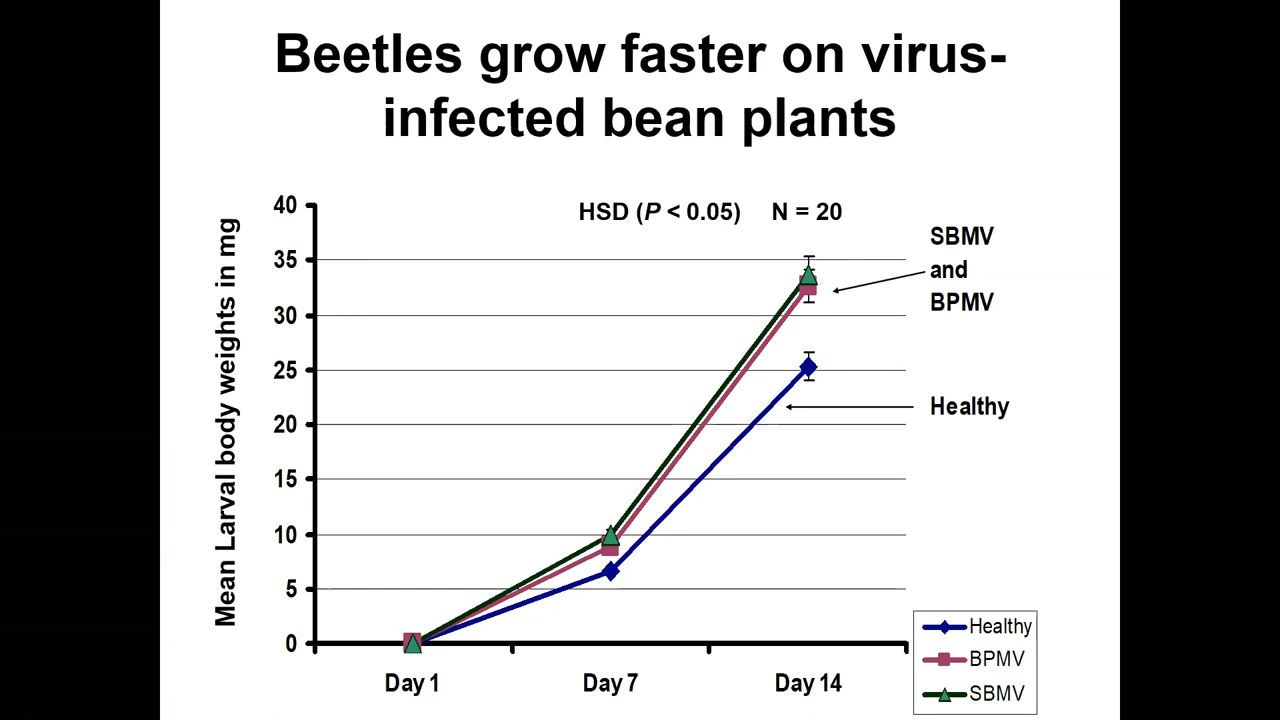 Beetles grow faster on virus-
infected bean plants
HSD (P < 0.05) N = 20
Mean Larval body weights in mg
40
35
30
25
20
15
10
5
0
Day 1
Day 7
Day 14
SBMV
and
BPMV
Healthy
Healthy
BPMV
SBMV